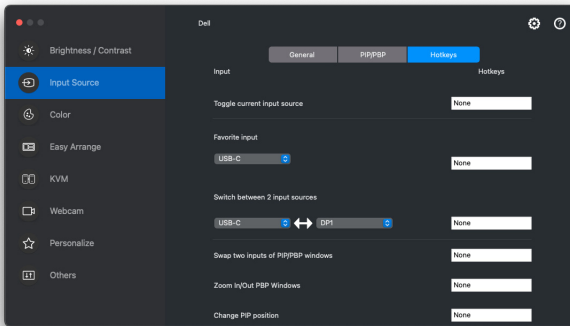 Dell
Brightness / Contrast
Input Source
Color
Easy Arrange
KVM
Webcam
Personalize
Others
General PIP/PBP Hotkeys
Input Hotkeys
Toggle current input source None
Favorite input
USB-C None
Switch between 2 input sources
USB-C DP1 None
Swap two inputs of PIP/PBP windows None
Zoom In/Out PBP Windows None
Change PIP position None